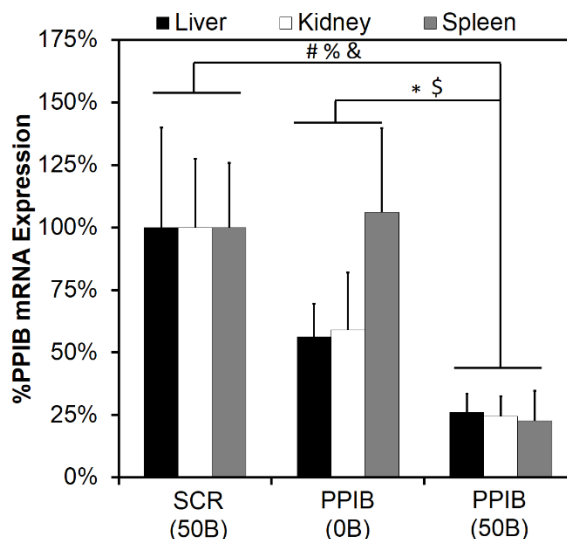 Liver Kidney Spleen
175%
# % &
150%
* $
125%
100%
75%
50%
25%
0%
%PPIB mRNA Expression
SCR PPIB PPIB
(50B) (0B) (50B)